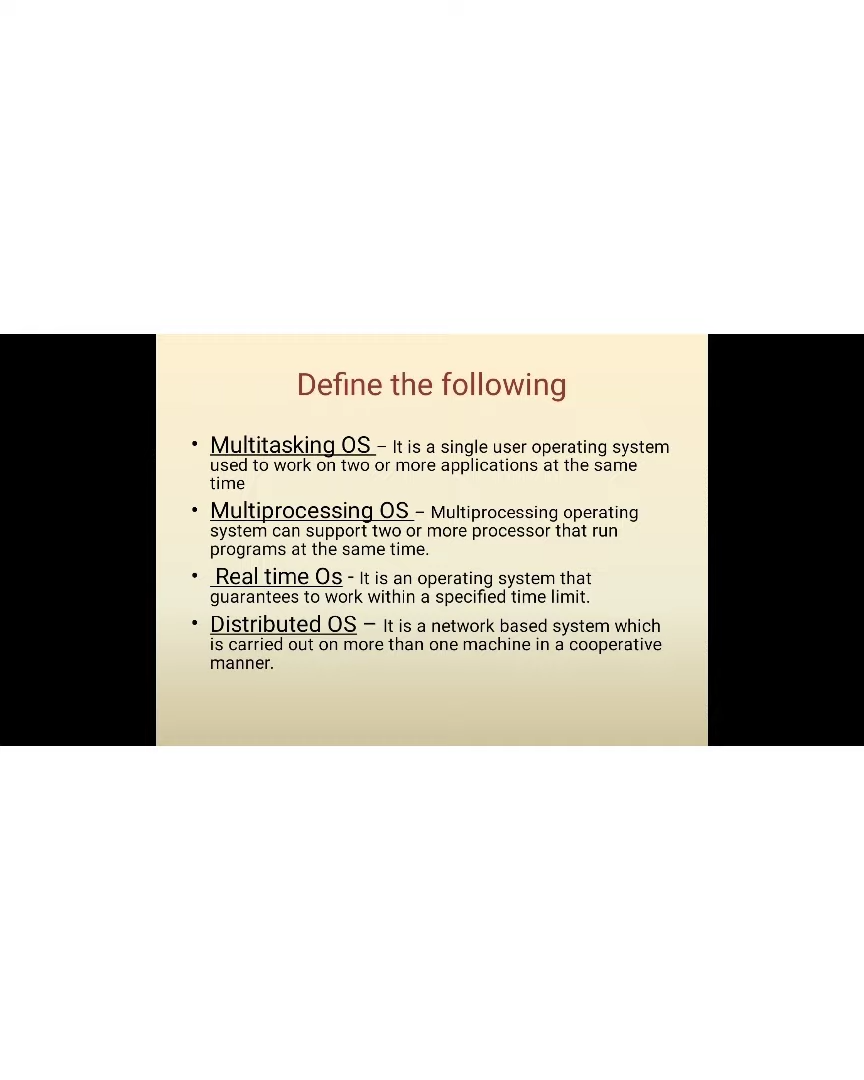 Define the following
• Multitasking OS – It is a single user operating system
used to work on two or more applications at the same
time
• Multiprocessing OS – Multiprocessing operating
system can support two or more processor that run
programs at the same time.
• Real time Os - It is an operating system that
guarantees to work within a specified time limit.
• Distributed OS – It is a network based system which
is carried out on more than one machine in a cooperative
manner.